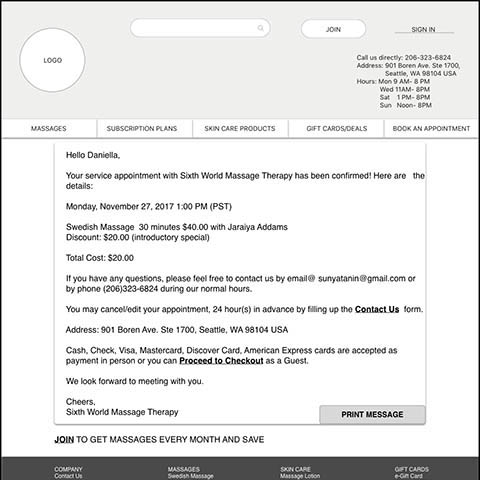 JOIN
SIGN IN
LOGO
Call us directly: 206-323-6824
Address: 901 Boren Ave. Ste 1700,
Seattle, WA 98104 USA
Hours: Mon 9 AM- 8 PM
Wed 11AM- 8PM
Sat 1 PM- 8PM
Sun Noon- 8PM
MASSAGES
SUBSCRIPTION PLANS
SKIN CARE PRODUCTS
GIFT CARDS/DEALS
BOOK AN APPOINTMENT
Hello Daniella,
Your service appointment with Sixth World Massage Therapy has been confirmed! Here are the
details:
Monday, November 27, 2017 1:00 PM (PST)
Swedish Massage 30 minutes $40.00 with Jaraiya Addams
Discount: $20.00 (introductory special)
Total Cost: $20.00
If you have any questions, please feel free to contact us by email@ sunyatanin@gmail.com or
by phone (206)323-6824 during our normal hours.
You may cancel/edit your appointment, 24 hour(s) in advance by filling up the Contact Us form.
Address: 901 Boren Ave. Ste 1700, Seattle, WA 98104 USA
Cash, Check, Visa, Mastercard, Discover Card, American Express cards are accepted as
payment in person or you can Proceed to Checkout as a Guest.
We look forward to meeting with you.
Cheers,
Sixth World Massage Therapy
PRINT MESSAGE
JOIN TO GET MASSAGES EVERY MONTH AND SAVE
COMPANY
Contact Us
MASSAGES
Swedish Massage
SKIN CARE
Massage Lotion
GIFT CARDS
e-Gift Card